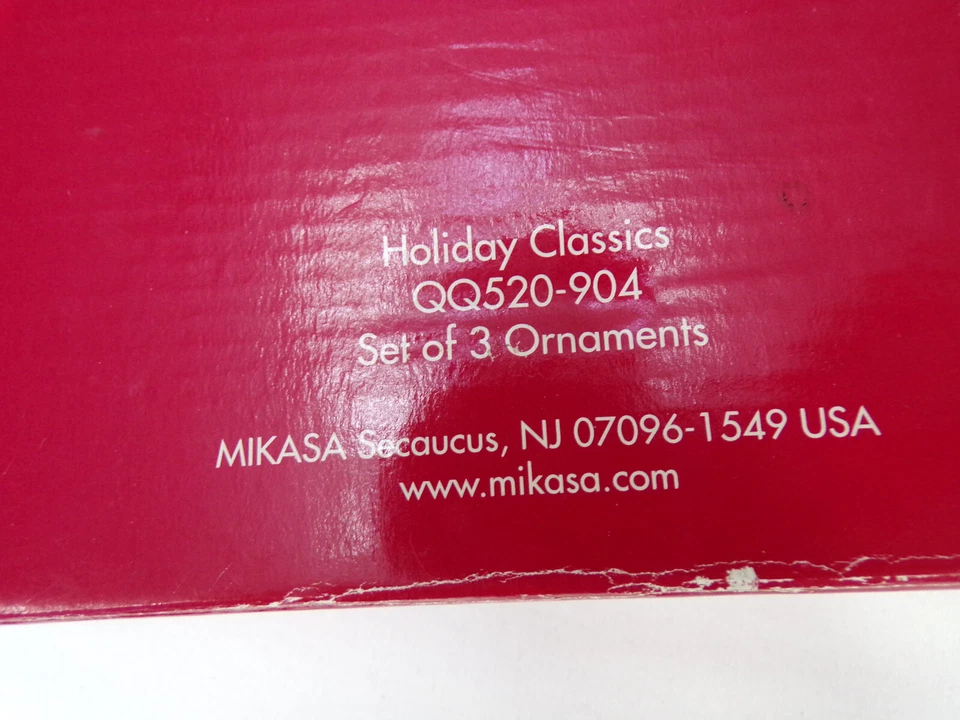 Holiday Classics
QQ520-904
Set of 3 Ornaments
MIKASA Secaucus, NJ 07096-1549 USA
www.mikasa.com